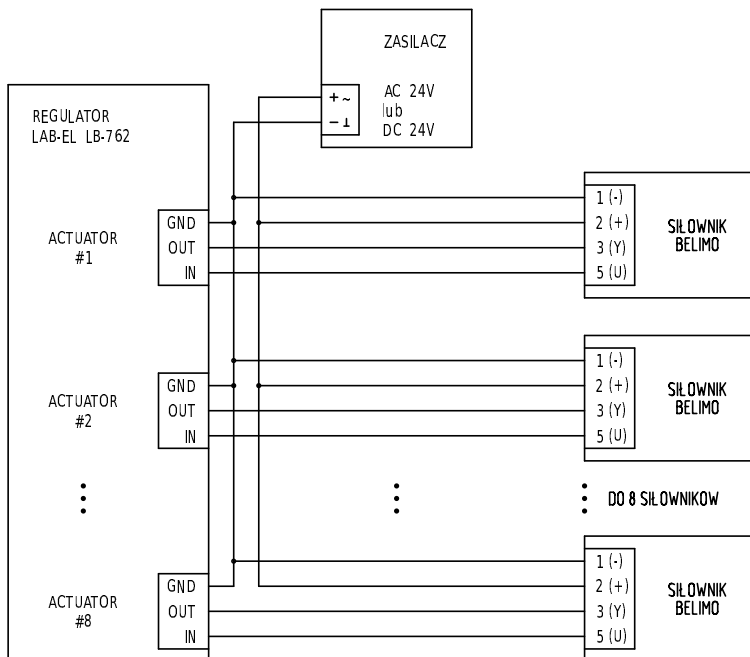 ZASILACZ
+ ~
- ⊥
AC 24V
lub
DC 24V
REGULATOR
LAB-EL LB-762
ACTUATOR
#1
GND
OUT
IN
1 (-)
2 (+)
3 (Y)
5 (U)
SIŁOWNIK
BELIMO
ACTUATOR
#2
GND
OUT
IN
1 (-)
2 (+)
3 (Y)
5 (U)
SIŁOWNIK
BELIMO
DO 8 SIŁOWNIKÓW
ACTUATOR
#8
GND
OUT
IN
1 (-)
2 (+)
3 (Y)
5 (U)
SIŁOWNIK
BELIMO